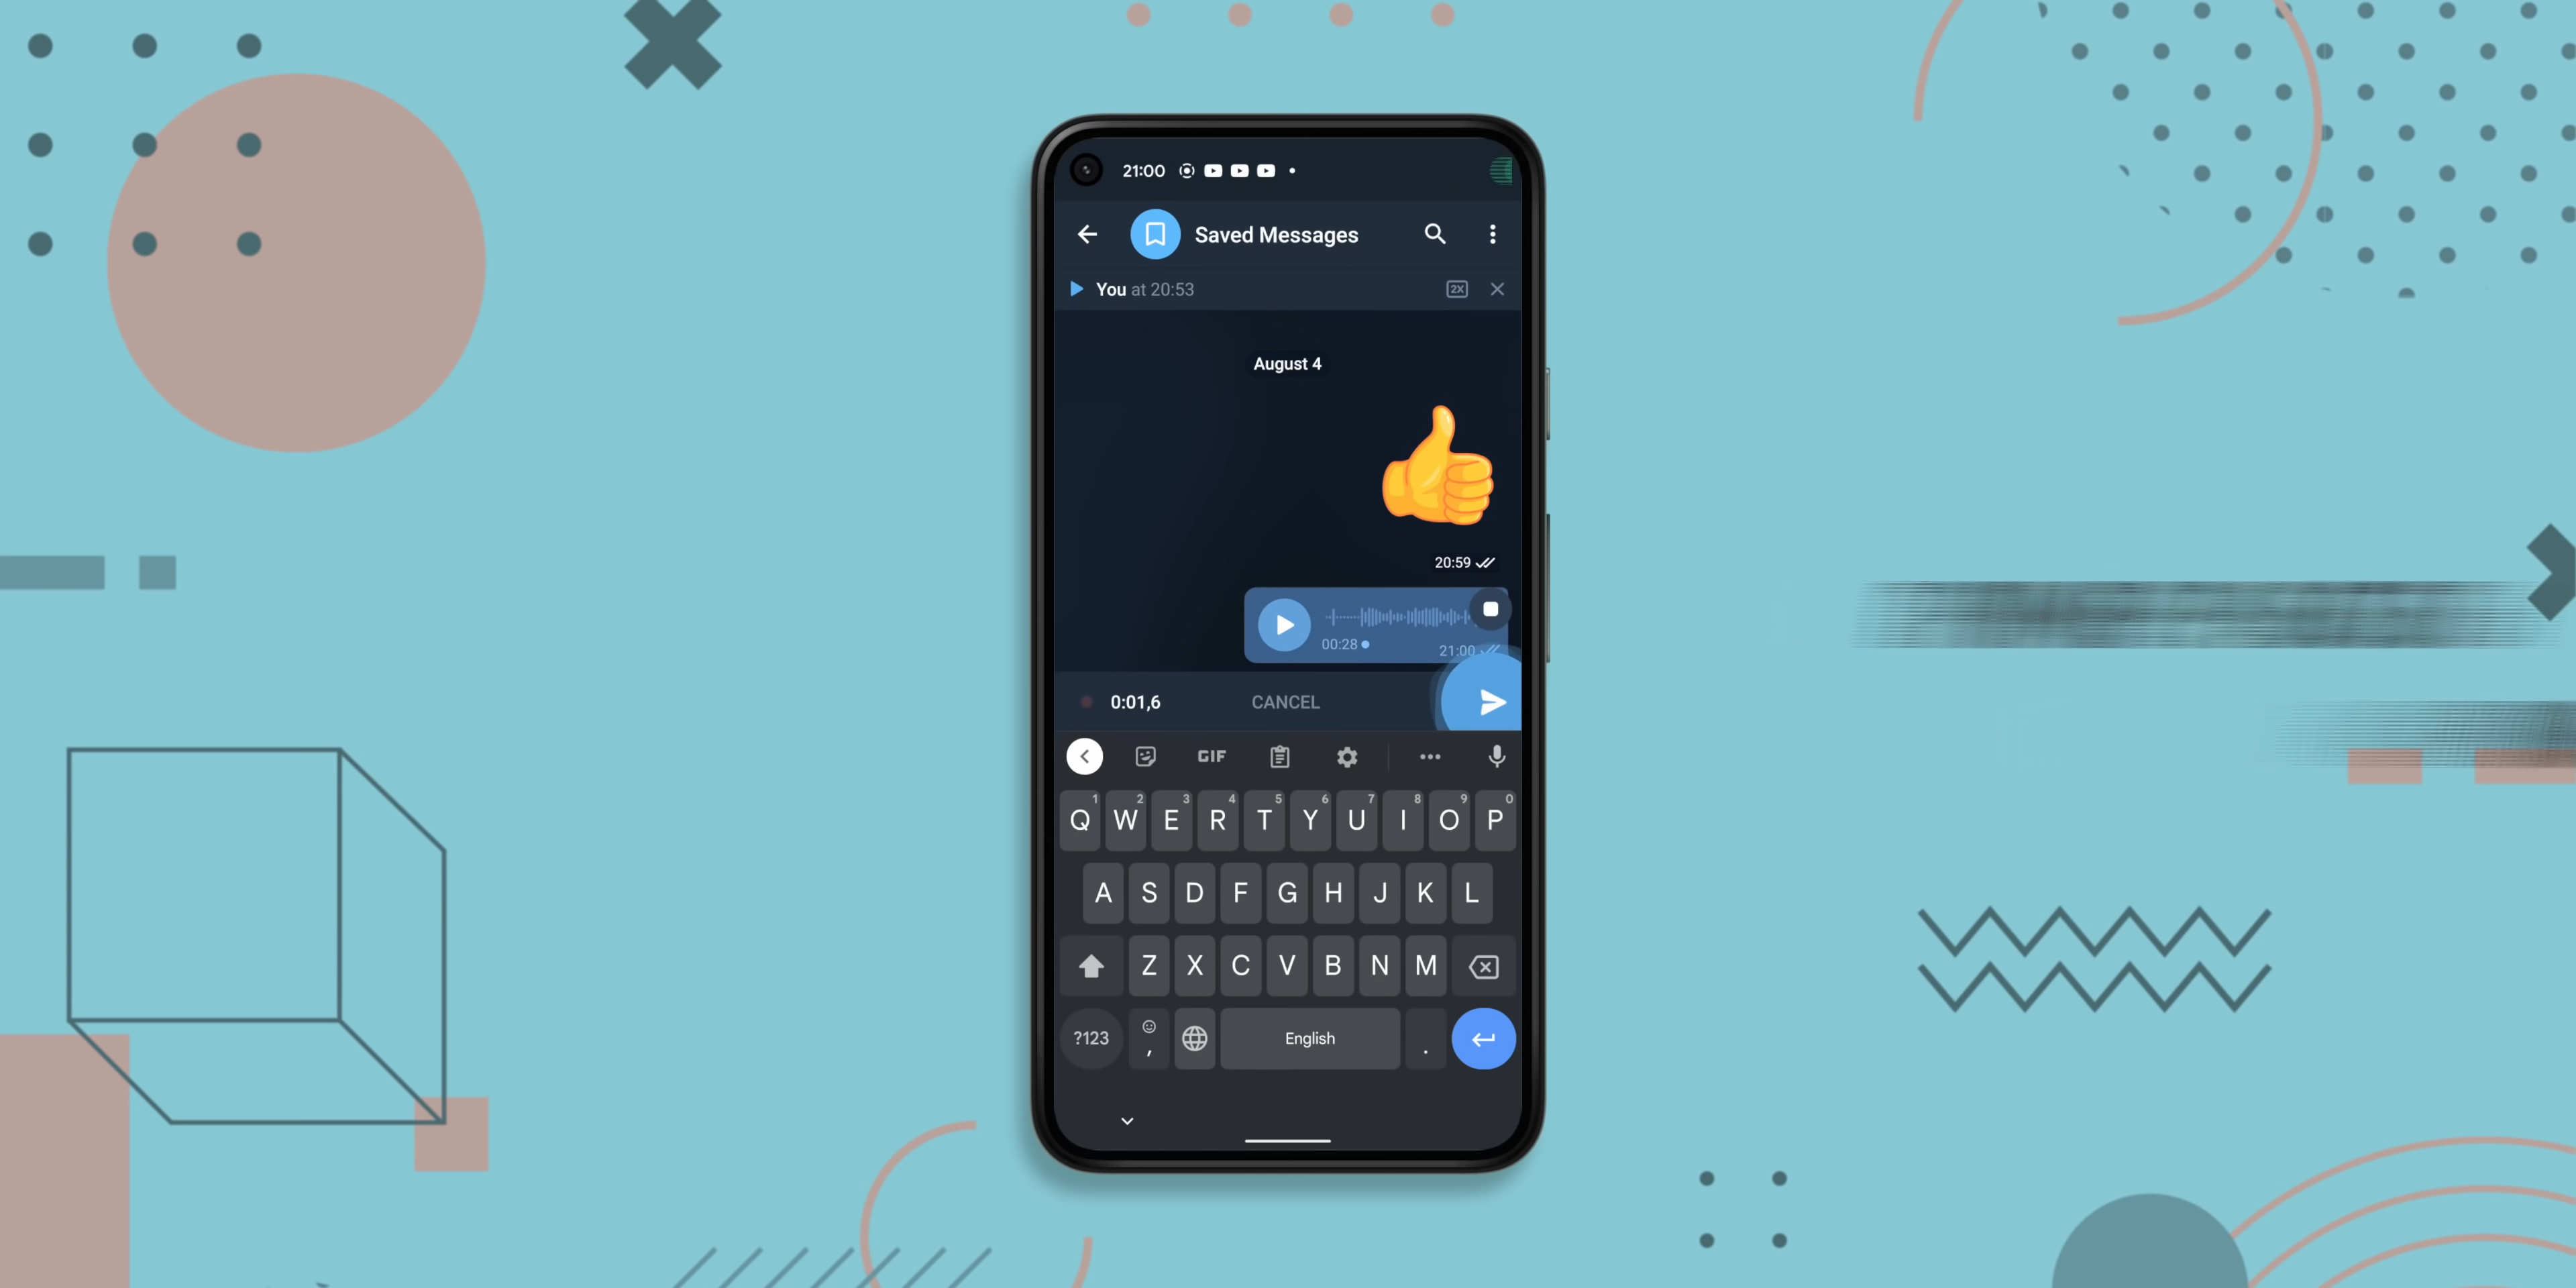 21:00
Saved Messages
You at 20:53
2X
August 4
20:59
00:28
21:00
0:01,6
CANCEL
GIF
1 2 3 4 5 6 7 8 9 0
Q W E R T Y U I O P
A S D F G H J K L
Z X C V B N M
?123 , English .